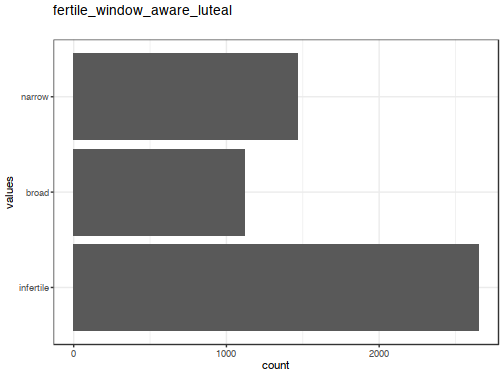 fertile_window_aware_luteal
narrow
broad
infertile
values
0
1000
2000
count